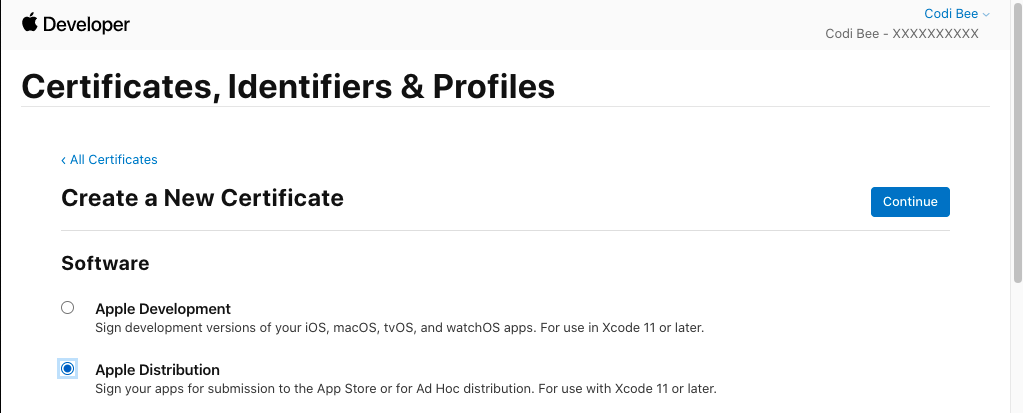 Developer
Codi Bee
Codi Bee - XXXXXXXXXX
Certificates, Identifiers & Profiles
‹ All Certificates
Create a New Certificate
Continue
Software
Apple Development
Sign development versions of your iOS, macOS, tvOS, and watchOS apps. For use in Xcode 11 or later.
Apple Distribution
Sign your apps for submission to the App Store or for Ad Hoc distribution. For use with Xcode 11 or later.